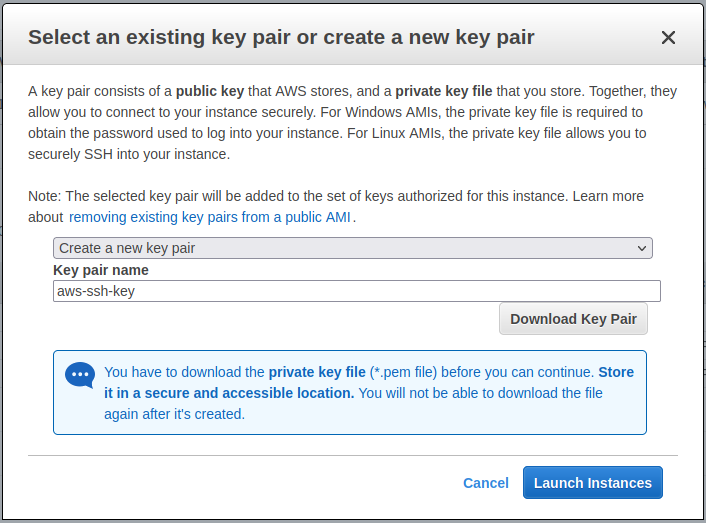 Select an existing key pair or create a new key pair
A key pair consists of a public key that AWS stores, and a private key file that you store. Together, they
allow you to connect to your instance securely. For Windows AMIs, the private key file is required to
obtain the password used to log into your instance. For Linux AMIs, the private key file allows you to
securely SSH into your instance.
Note: The selected key pair will be added to the set of keys authorized for this instance. Learn more
about removing existing key pairs from a public AMI.
Create a new key pair
Key pair name
aws-ssh-key
Download Key Pair
You have to download the private key file (*.pem file) before you can continue. Store
it in a secure and accessible location. You will not be able to download the file
again after it's created.
Cancel
Launch Instances